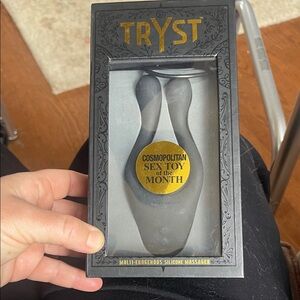 TRYST
COSMOPOLITAN
SEX TOY
of the
MONTH
MULTI-EROGENOUS SILICONE MASSAGER